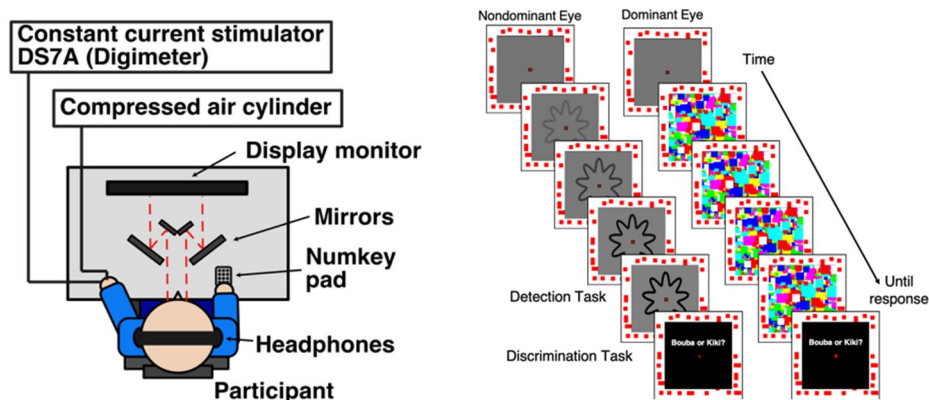 Constant current stimulator
DS7A (Digimeter)
Compressed air cylinder
Display monitor
Mirrors
Numkey
pad
Headphones
Participant
Nondominant Eye
Dominant Eye
Time
Until
response
Detection Task
Discrimination Task
Bouba or Kiki?
Bouba or Kiki?